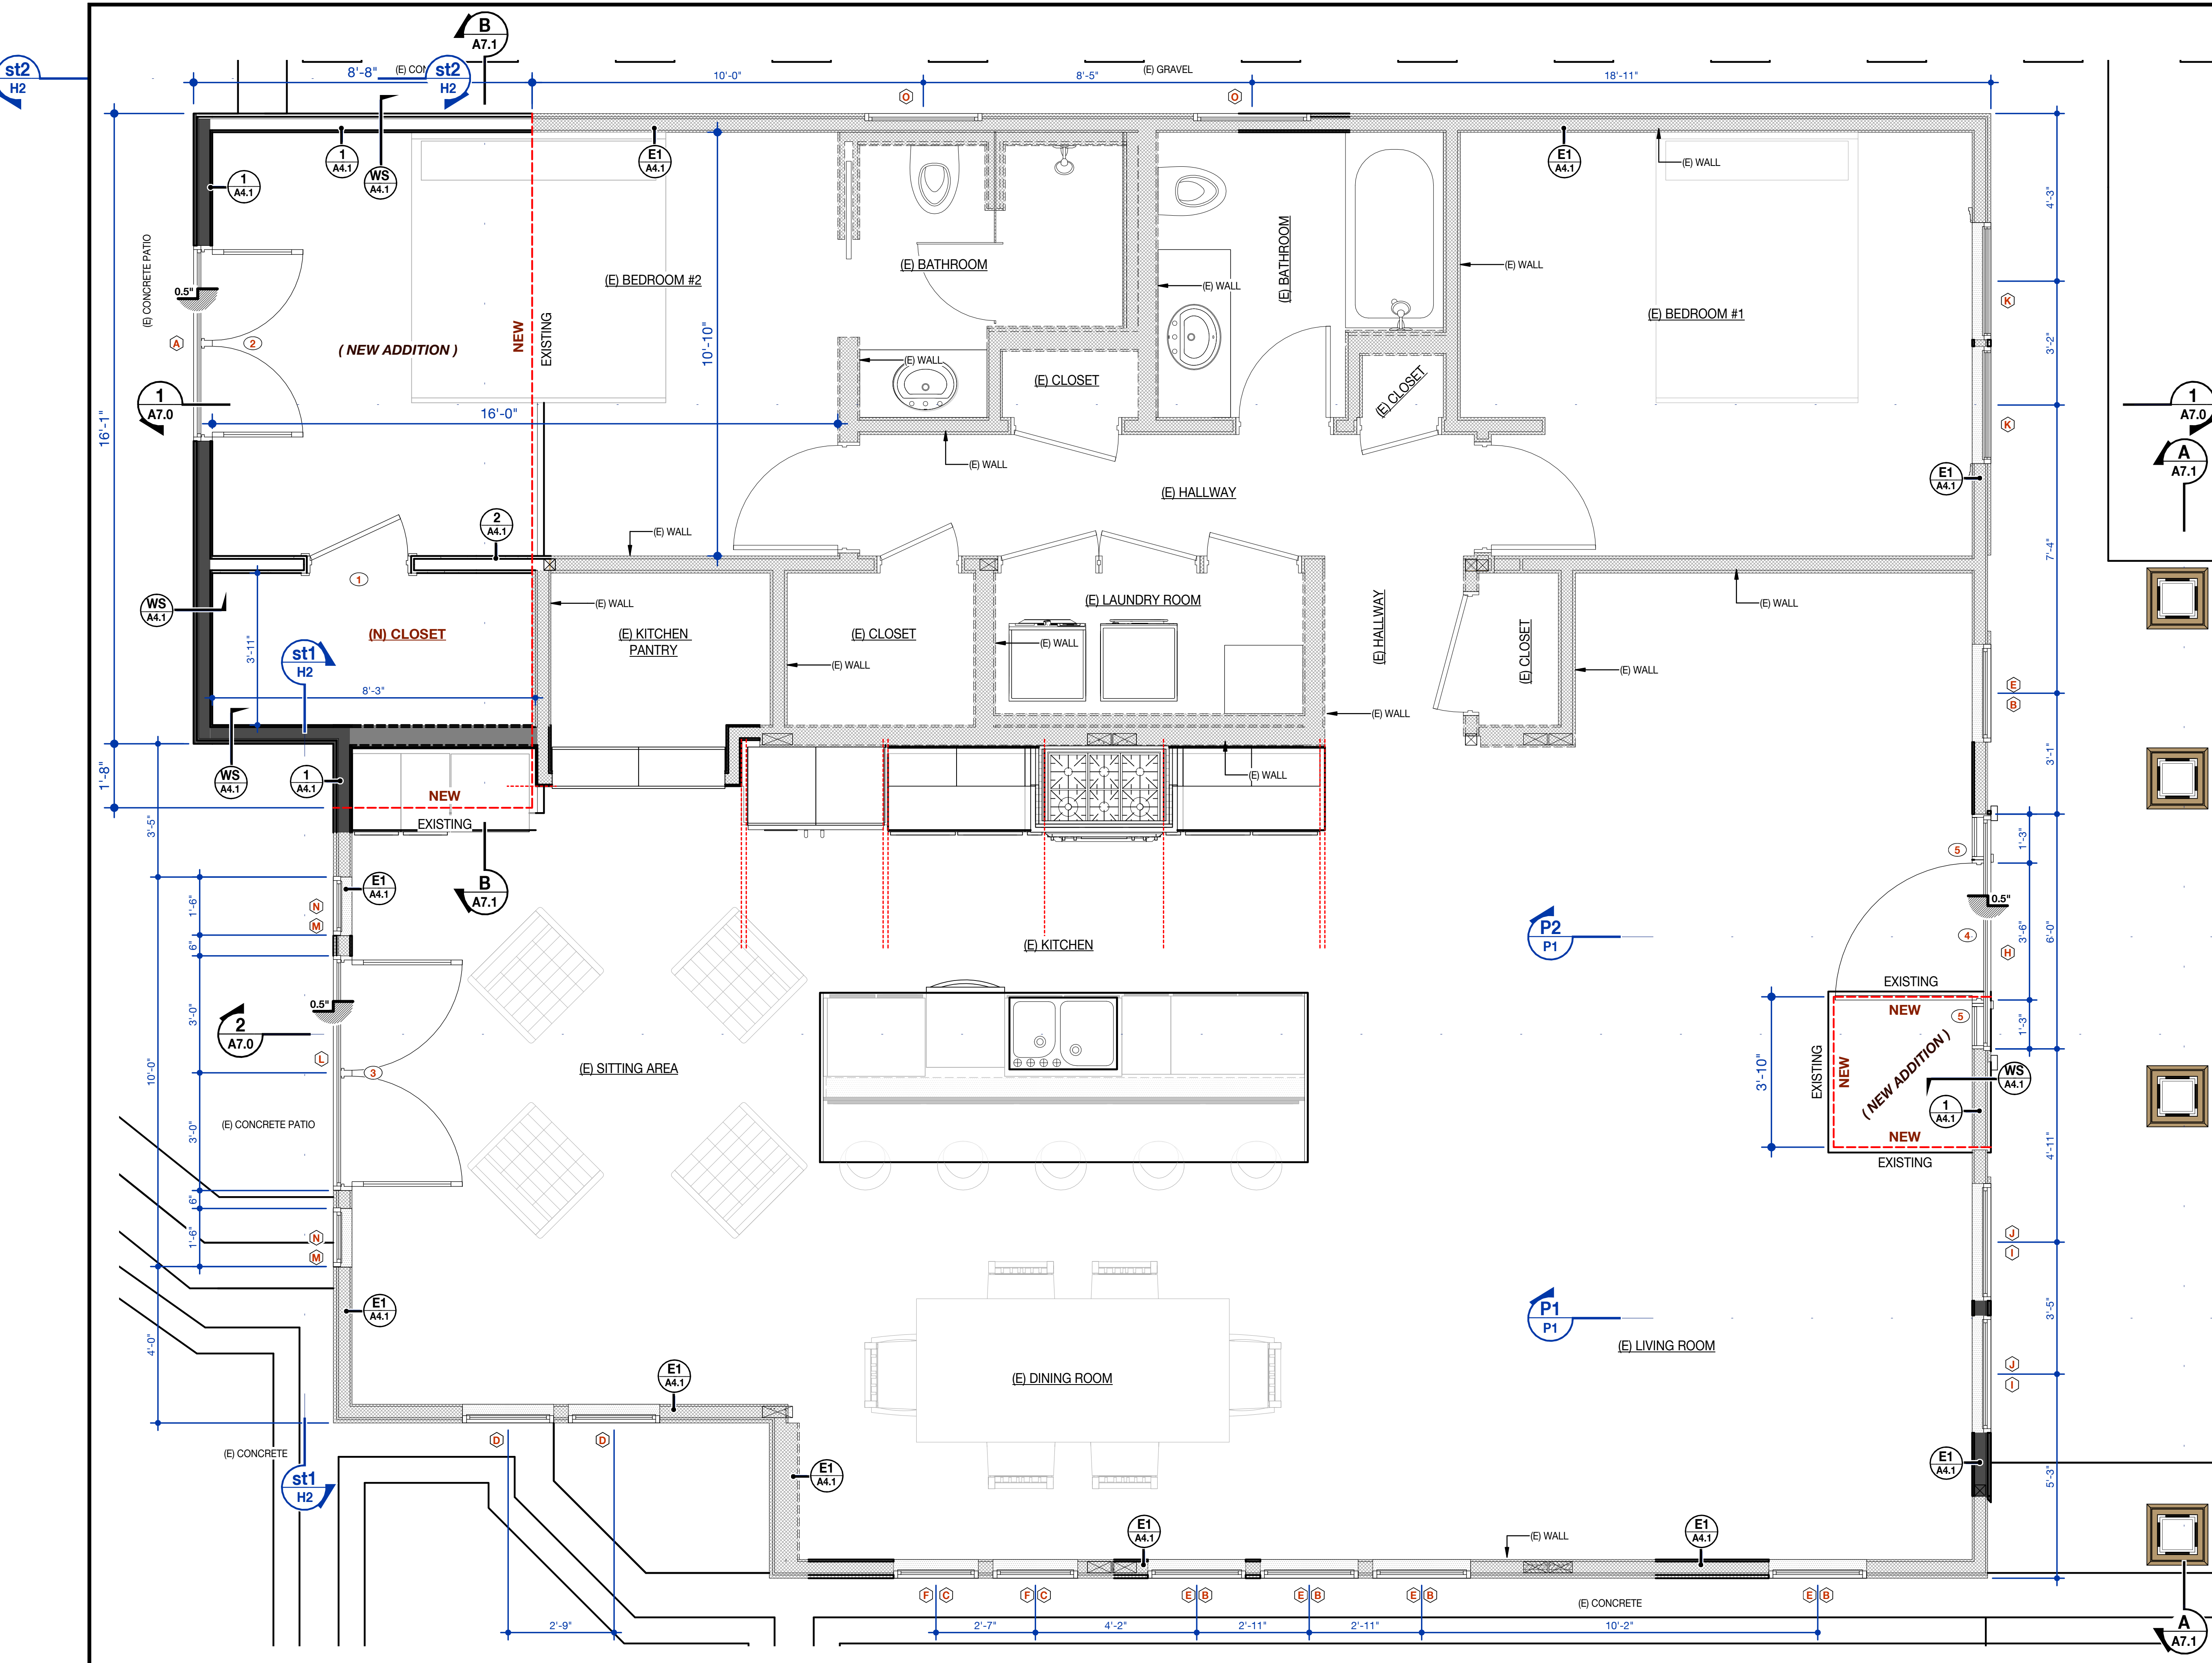 B
A7.1
st2
H2
8'-8"
(E) CON
st2
H2
10'-0"
8'-5"
(E) GRAVEL
18'-11"
O
O
1
A4.1
WS
A4.1
E1
A4.1
E1
A4.1
(E) WALL
1
A4.1
4'-3"
(E) CONCRETE PATIO
(E) BATHROOM
(E) BATHROOM
(E) WALL
(E) BEDROOM #2
(E) WALL
0.5"
K
(E) BEDROOM #1
A
2
( NEW ADDITION )
NEW
EXISTING
10'-10"
3'-2"
(E) WALL
(E) CLOSET
(E) CLOSET
1
A7.0
16'-0"
1
A7.0
16'-1"
K
A
A7.1
(E) WALL
E1
A4.1
(E) HALLWAY
2
A4.1
(E) WALL
7'-4"
1
WS
A4.1
(E) WALL
(E) LAUNDRY ROOM
(E) WALL
(N) CLOSET
(E) KITCHEN
PANTRY
(E) CLOSET
(E) WALL
(E) HALLWAY
(E) CLOSET
3'-11"
st1
H2
(E) WALL
(E) WALL
8'-3"
E
B
(E) WALL
WS
A4.1
1
A4.1
(E) WALL
3'-1"
1'-8"
NEW
EXISTING
3'-5"
1'-3"
5
E1
A4.1
B
A7.1
1'-6"
N
M
0.5"
P2
P1
6"
(E) KITCHEN
4
3'-6"
6'-0"
H
EXISTING
0.5"
NEW
5
3'-0"
2
A7.0
1'-3"
L
3
(E) SITTING AREA
3'-10"
EXISTING
NEW
( NEW ADDITION )
WS
A4.1
10'-0"
1
A4.1
(E) CONCRETE PATIO
3'-0"
NEW
EXISTING
4'-11"
6"
1'-6"
N
M
J
I
E1
A4.1
P1
P1
3'-5"
4'-0"
(E) LIVING ROOM
E1
A4.1
(E) DINING ROOM
J
I
D
D
(E) CONCRETE
st1
H2
E1
A4.1
E1
A4.1
5'-3"
E1
A4.1
(E) WALL
E1
A4.1
F C
F C
E B
E B
E B
(E) CONCRETE
E B
2'-9"
2'-7"
4'-2"
2'-11"
2'-11"
10'-2"
A
A7.1